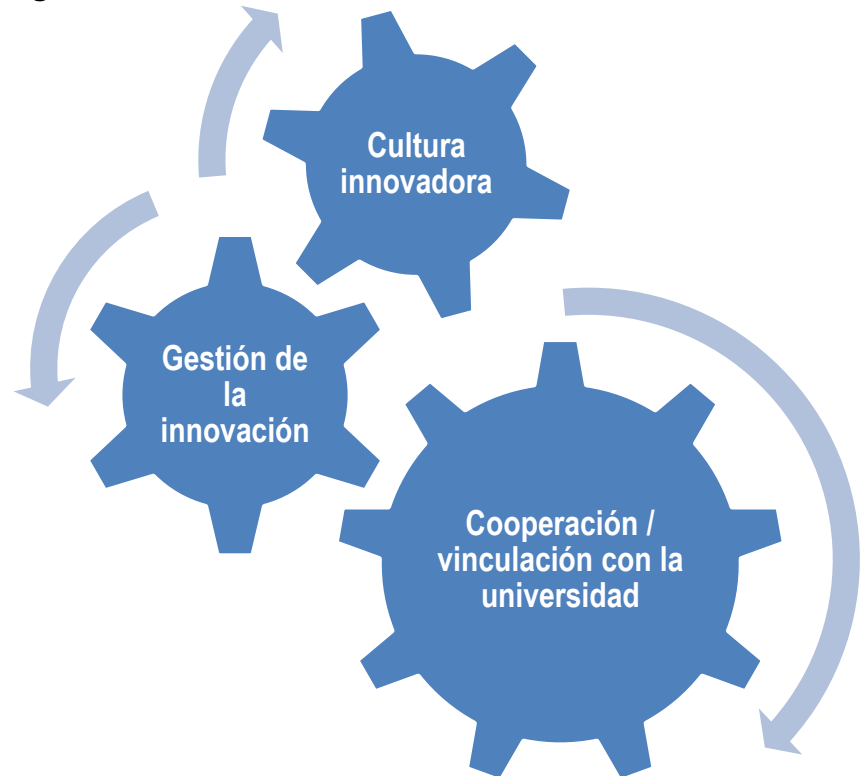 Cultura
innovadora
Gestión de
la
innovación
Cooperación /
vinculación con la
universidad